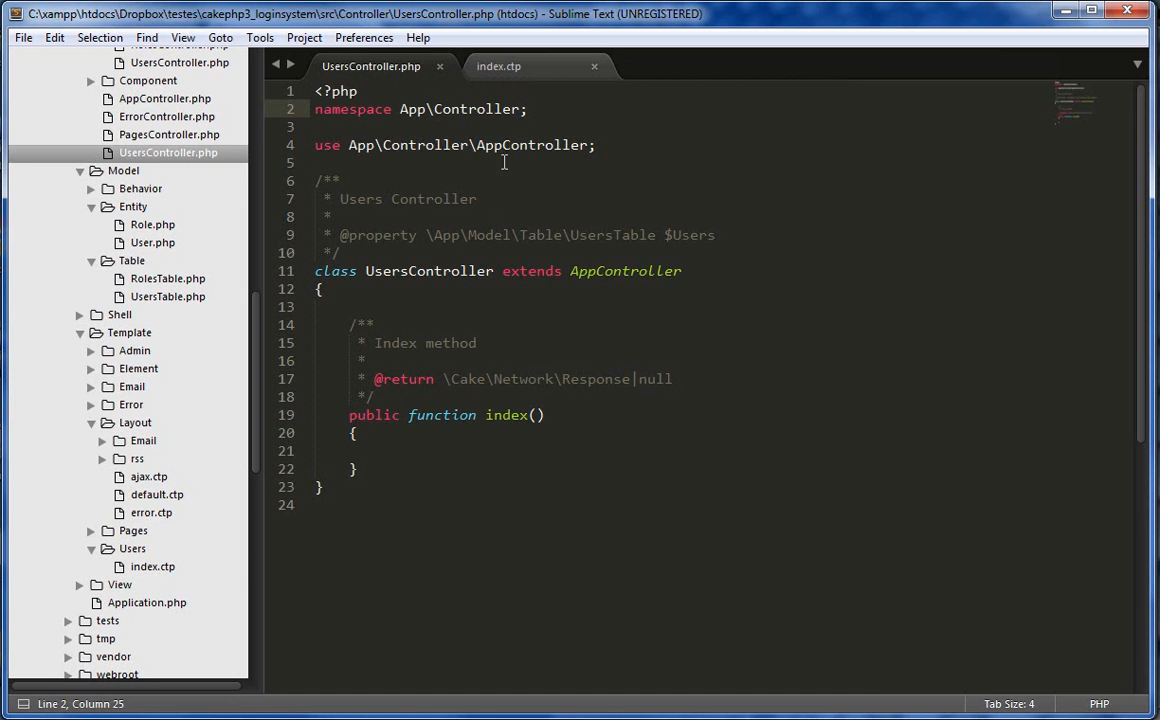 C:\xampp\htdocs\Dropbox\testes\cakephp3_loginsystem\src\Controller\UsersController.php (htdocs) - Sublime Text (UNREGISTERED)
File Edit Selection Find View Goto Tools Project Preferences Help
UsersController.php
Component
AppController.php
ErrorController.php
PagesController.php
UsersController.php
Model
Behavior
Entity
Role.php
User.php
Table
RolesTable.php
UsersTable.php
Shell
Template
Admin
Element
Email
Error
Layout
Email
rss
ajax.ctp
default.ctp
error.ctp
Pages
Users
index.ctp
View
Application.php
tests
tmp
vendor
webroot
UsersController.php × index.ctp ×
1 <?php
2 namespace App\Controller;
3
4 use App\Controller\AppController;
5
6 /**
7 * Users Controller
8 *
9 * @property \App\Model\Table\UsersTable $Users
10 */
11 class UsersController extends AppController
12 {
13
14 /**
15 * Index method
16 *
17 * @return \Cake\Network\Response|null
18 */
19 public function index()
20 {
21
22 }
23 }
24
Line 2, Column 25 Tab Size: 4 PHP